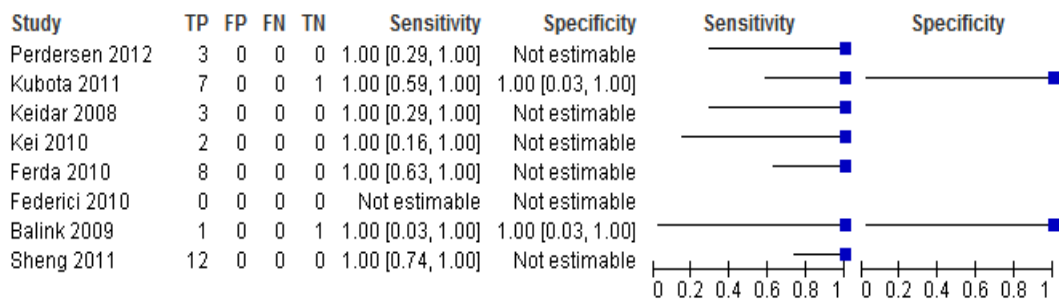 Study TP FP FN TN Sensitivity Specificity Sensitivity Specificity
Perdersen 2012 3 0 0 0 1.00 [0.29, 1.00] Not estimable
Kubota 2011 7 0 0 1 1.00 [0.59, 1.00] 1.00 [0.03, 1.00]
Keidar 2008 3 0 0 0 1.00 [0.29, 1.00] Not estimable
Kei 2010 2 0 0 0 1.00 [0.16, 1.00] Not estimable
Ferda 2010 8 0 0 0 1.00 [0.63, 1.00] Not estimable
Federici 2010 0 0 0 0 Not estimable Not estimable
Balink 2009 1 0 0 1 1.00 [0.03, 1.00] 1.00 [0.03, 1.00]
Sheng 2011 12 0 0 0 1.00 [0.74, 1.00] Not estimable
0 0.2 0.4 0.6 0.8 1 0 0.2 0.4 0.6 0.8 1